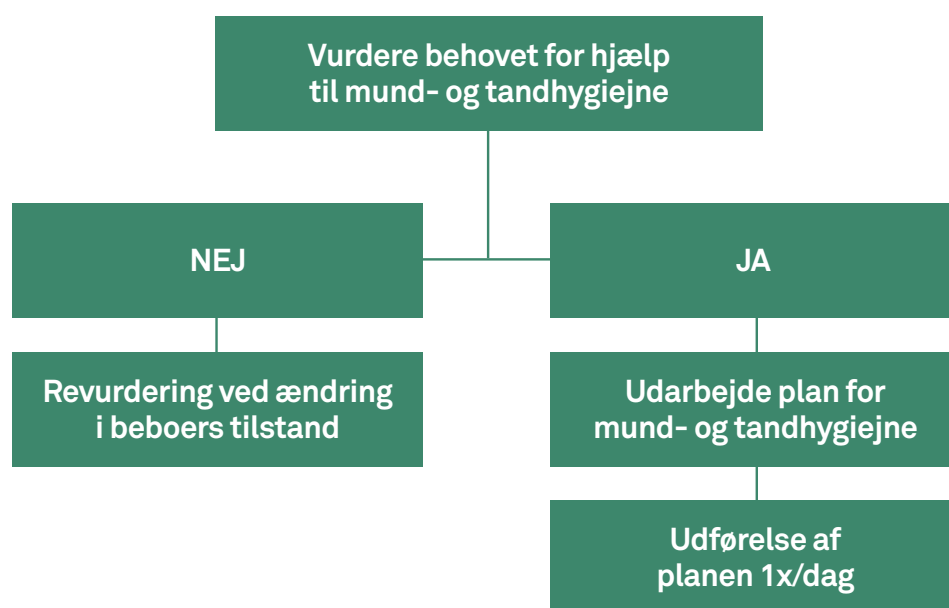 Vurdere behovet for hjælp
til mund- og tandhygiejne
NEJ
JA
Revurdering ved ændring
i beboers tilstand
Udarbejde plan for
mund- og tandhygiejne
Udførelse af
planen 1x/dag